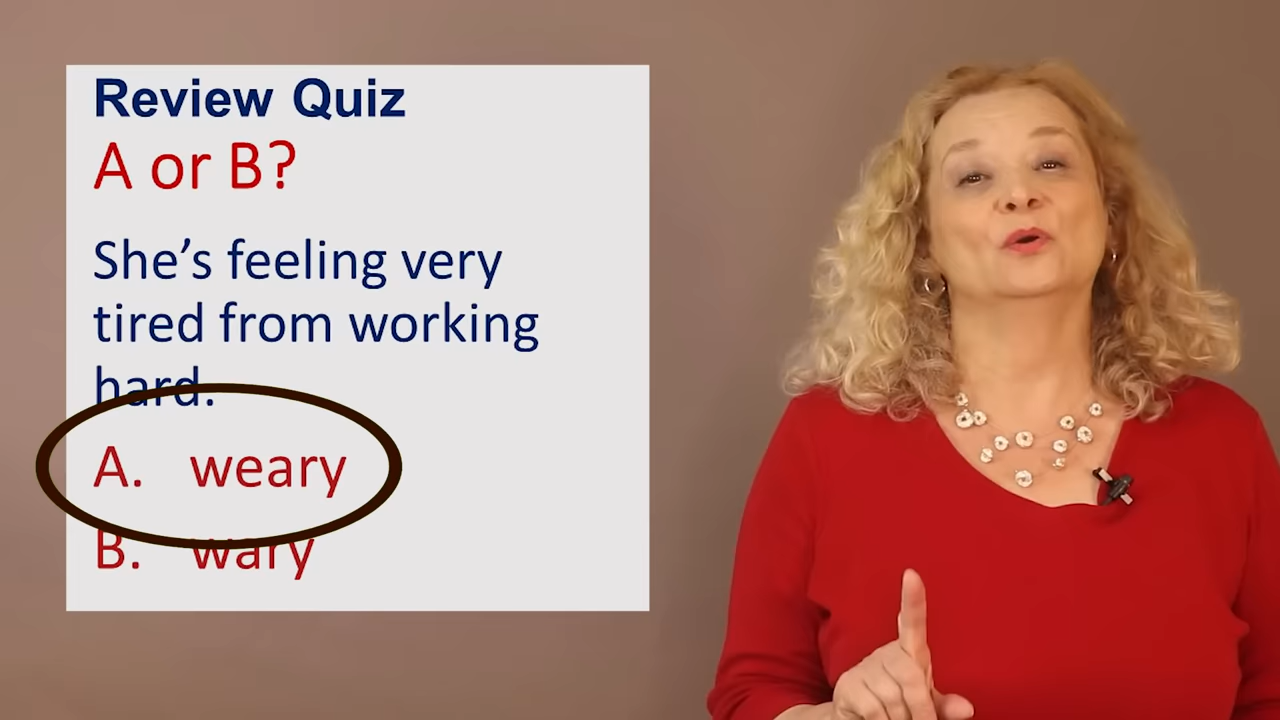 Review Quiz
A or B?
She’s feeling very
tired from working
hard.
A. weary
B. wary